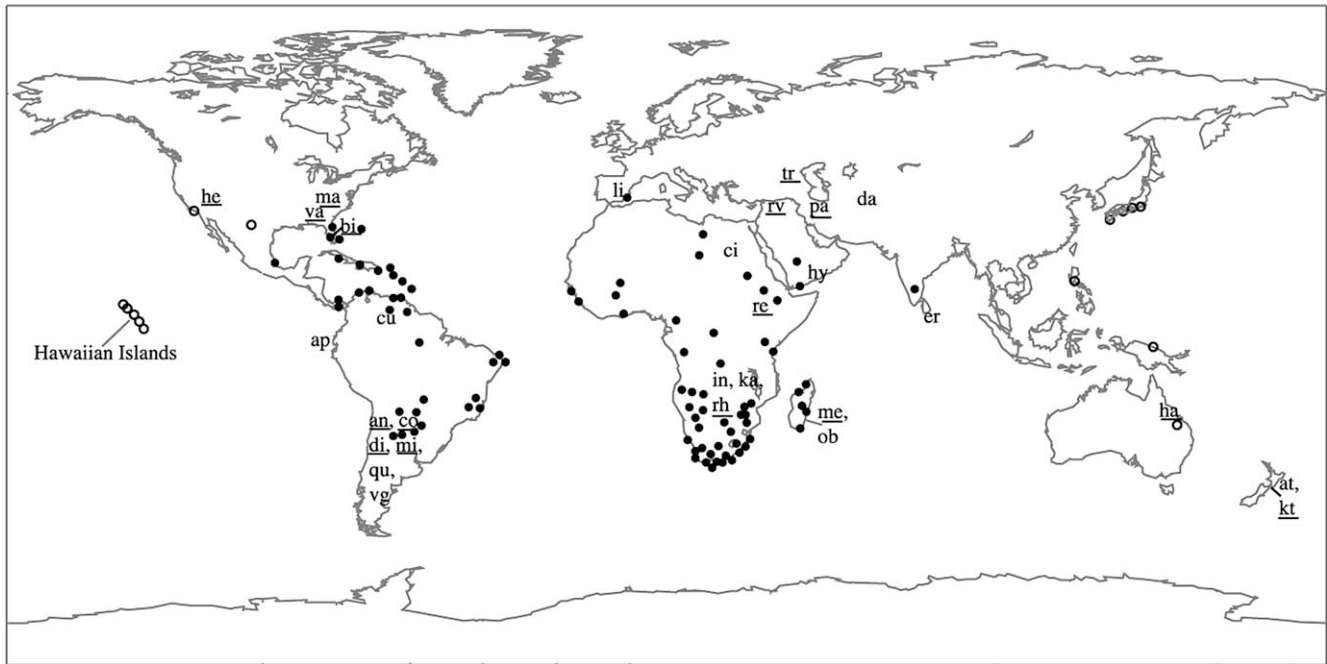 he
ma
va
bi
Hawaiian Islands
cu
ap
an, co
di, mi,
qu,
vg
li
tr
rv
pa
da
ci
hy
re
er
in, ka,
rh
me,
ob
ha
at,
kt